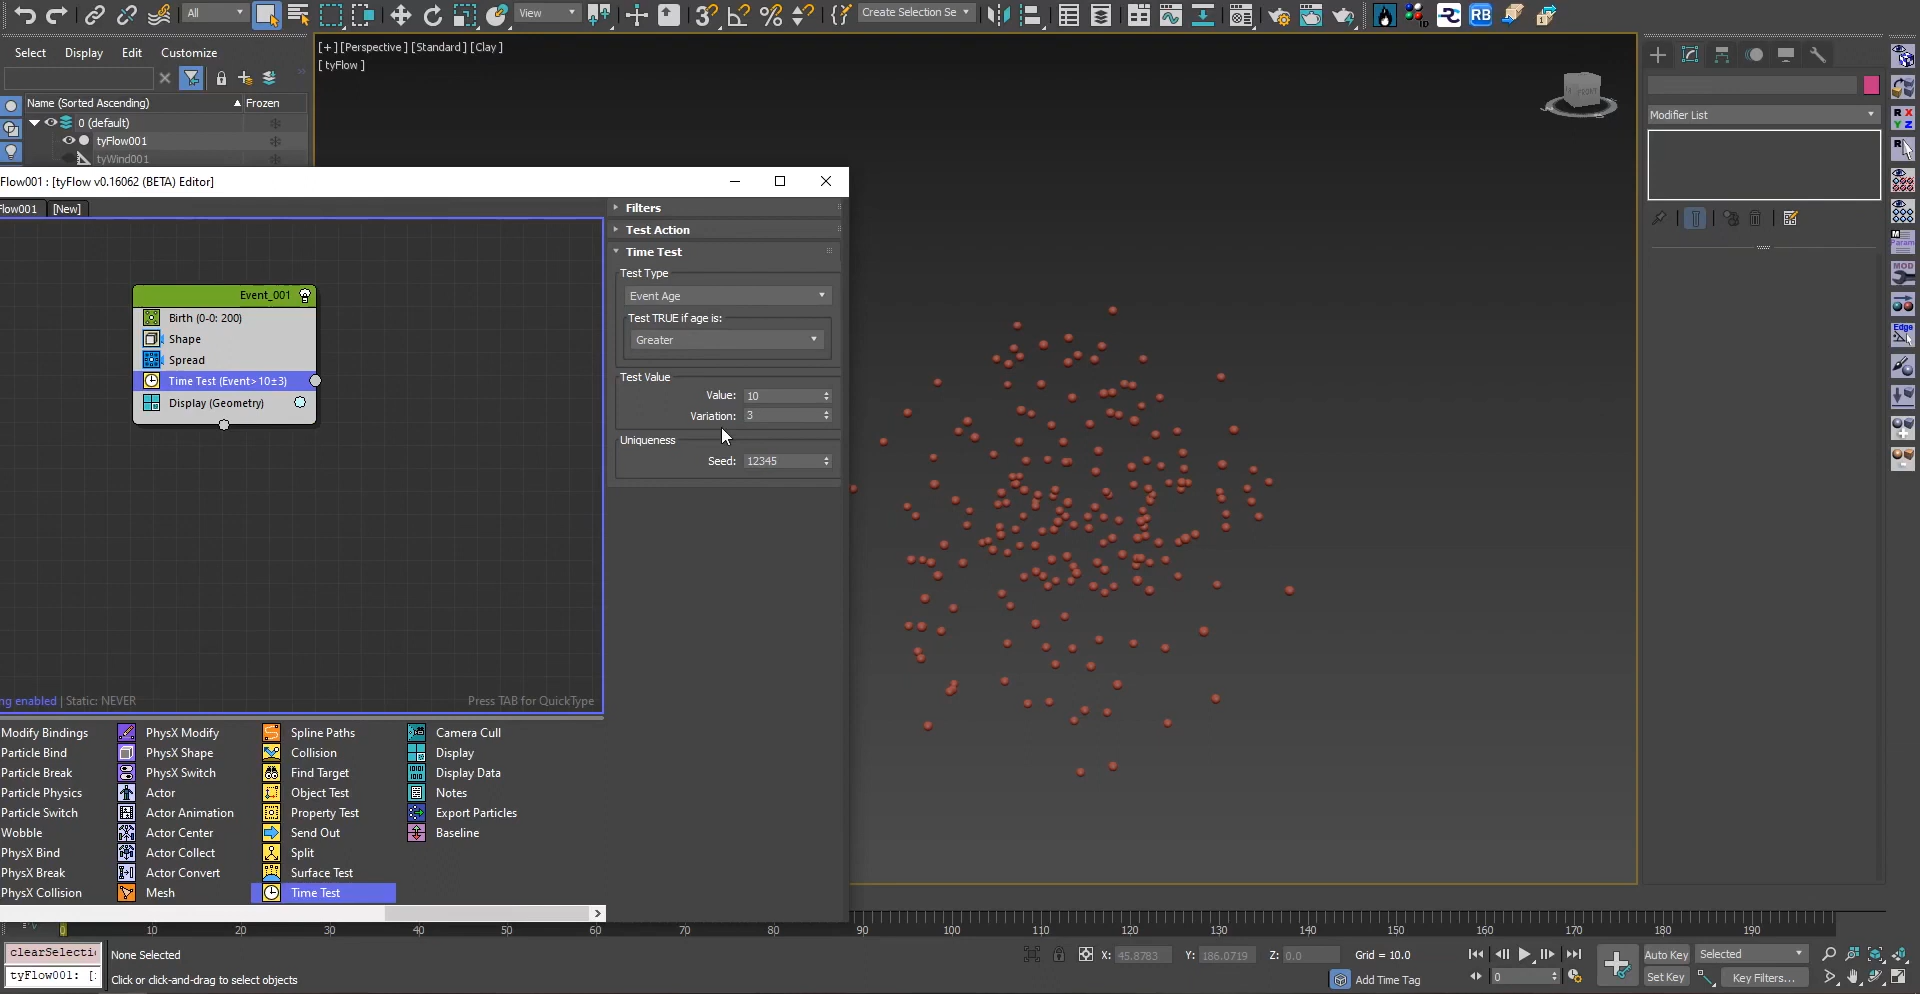 All
View
Create Selection Se
Select Display Edit Customize
Name (Sorted Ascending) Frozen
0 (default)
tyFlow001
tyWind001
[+] [Perspective ] [Standard ] [Clay ]
[ tyFlow ]
Modifier List
Flow001 : [tyFlow v0.16062 (BETA) Editor]
Flow001 [New]
Event_001
Birth (0-0: 200)
Shape
Spread
Time Test (Event> 10±3)
Display (Geometry)
ng enabled | Static: NEVER
Press TAB for QuickType
Filters
Test Action
Time Test
Test Type
Event Age
Test TRUE if age is:
Greater
Test Value
Value: 10
Variation: 3
Uniqueness
Seed: 12345
Modify Bindings PhysX Modify Spline Paths Camera Cull
Particle Bind PhysX Shape Collision Display
Particle Break PhysX Switch Find Target Display Data
Particle Physics Actor Object Test Notes
Particle Switch Actor Animation Property Test Export Particles
Wobble Actor Center Send Out Baseline
PhysX Bind Actor Collect Split
PhysX Break Actor Convert Surface Test
PhysX Collision Mesh Time Test
0 10 20 30 40 50 60 70 80 90 100 110 120 130 140 150 160 170 180 190
clearSelecti None Selected
X: 45.8783 Y: 186.0719 Z: 0.0 Grid = 10.0
Auto Key Selected
tyFlow001: [ Click or click-and-drag to select objects
Add Time Tag
0
Set Key Key Filters...